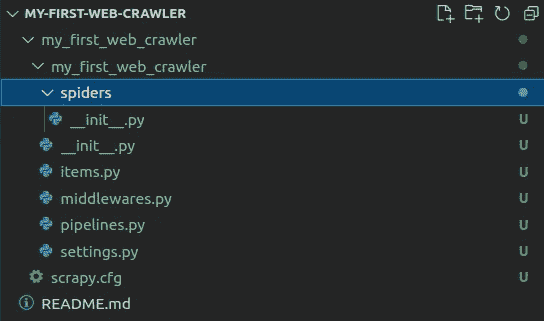 MY-FIRST-WEB-CRAWLER
my_first_web_crawler
my_first_web_crawler
spiders
__init__.py U
__init__.py U
items.py U
middlewares.py U
pipelines.py U
settings.py U
scrapy.cfg U
README.md